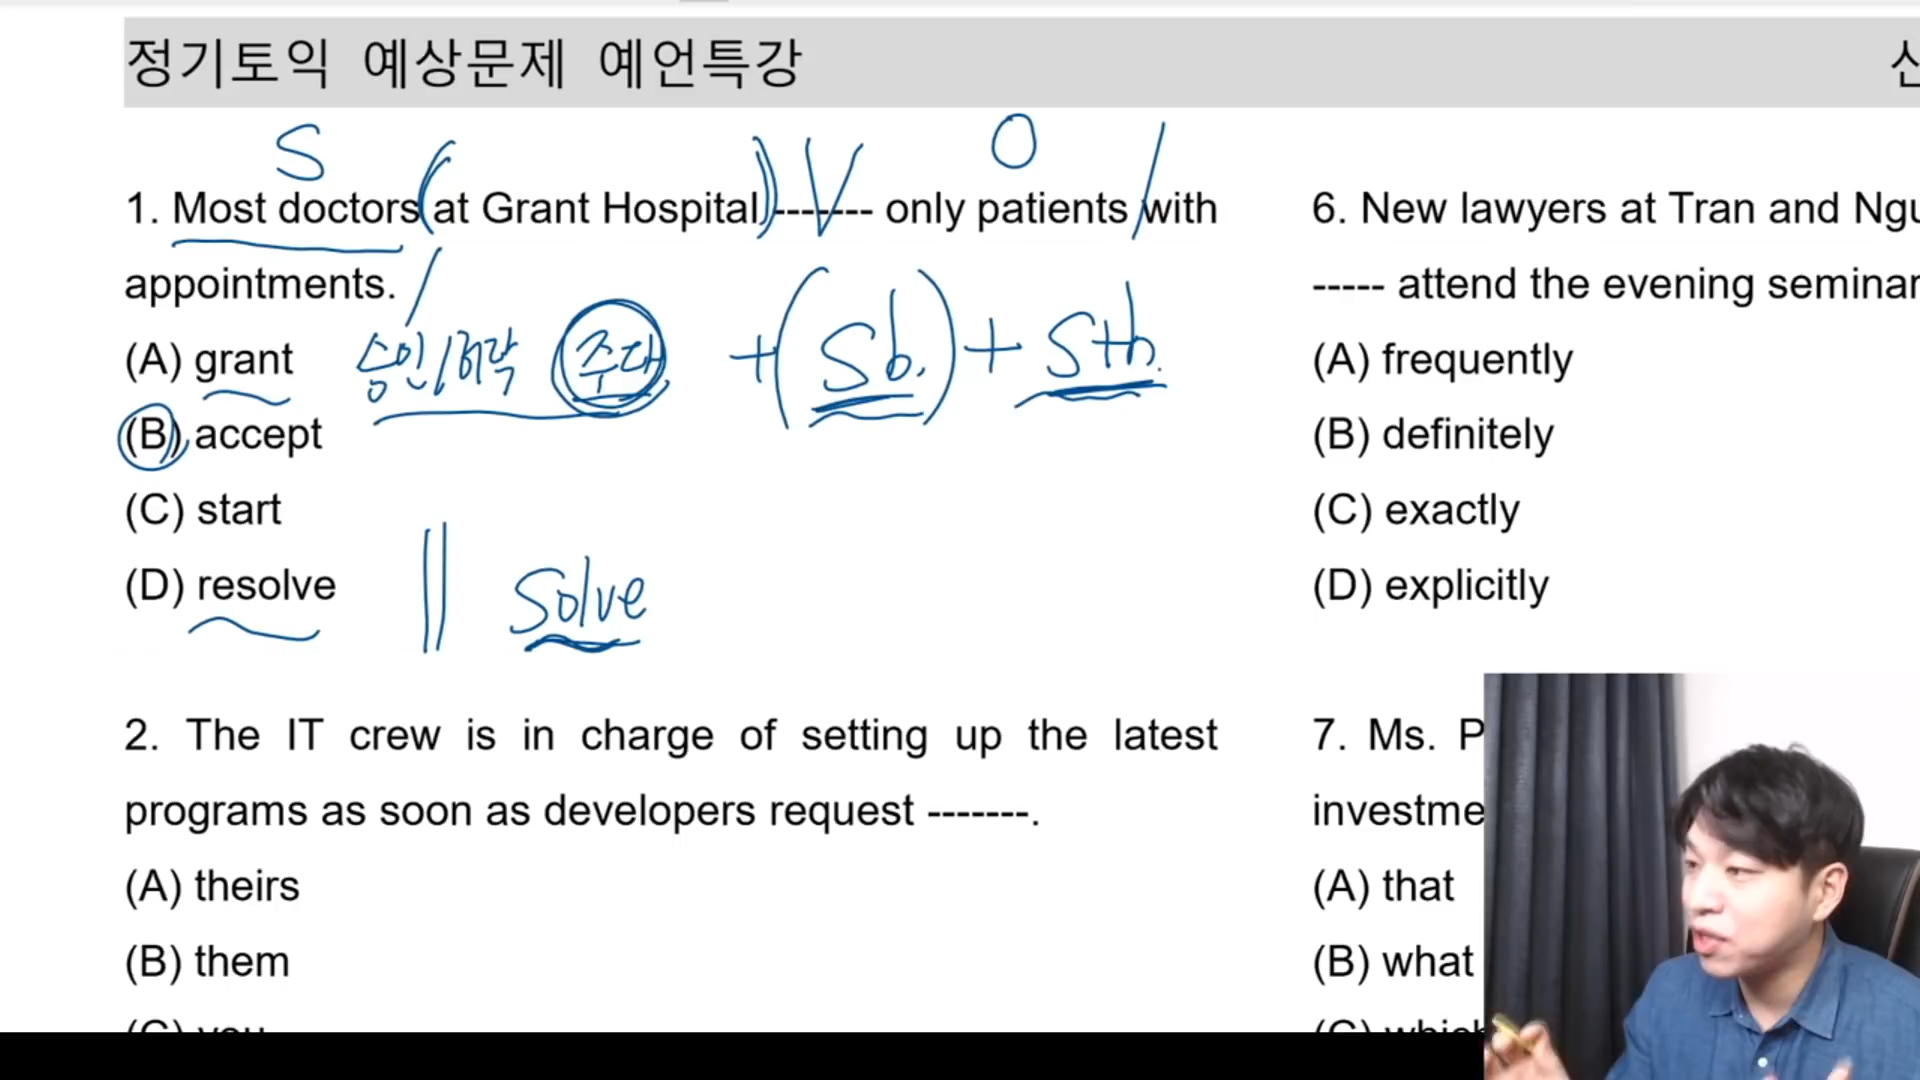 정기토익 예상문제 예언특강
S ( ) V O /
1. Most doctors at Grant Hospital ------- only patients with
appointments. /
(A) grant 승인/허락 주다 + (Sb.) + Sth.
(B) accept
(C) start
(D) resolve || Solve
2. The IT crew is in charge of setting up the latest
programs as soon as developers request -------.
(A) theirs
(B) them
(C) you
6. New lawyers at Tran and Ngu
----- attend the evening seminar
(A) frequently
(B) definitely
(C) exactly
(D) explicitly
7. Ms. P
investme
(A) that
(B) what
(C) which